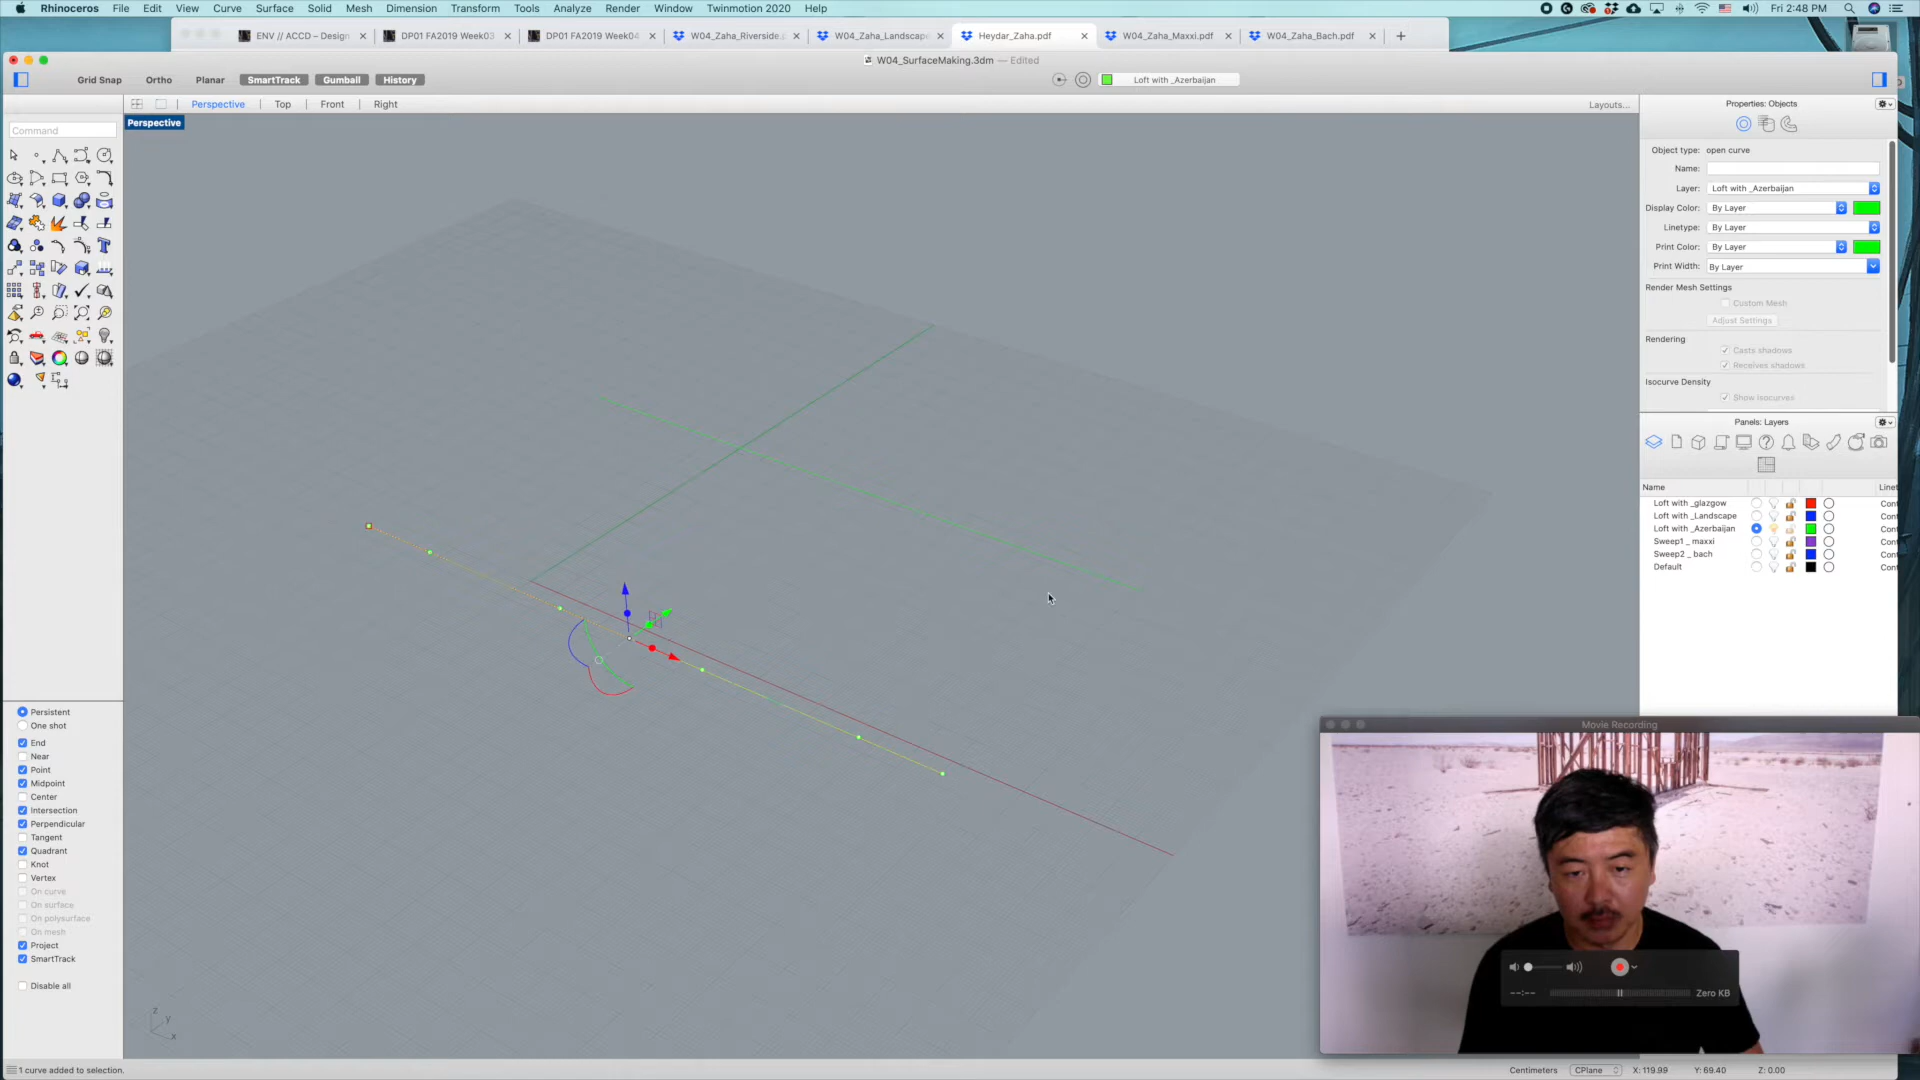 Rhinoceros File Edit View Curve Surface Solid Mesh Dimension Transform Tools Analyze Render Window Twinmotion 2020 Help Fri 2:48 PM
ENV // ACCD – Design DP01 FA2019 Week03 DP01 FA2019 Week04 W04_Zaha_Riverside.p W04_Zaha_Landscape Heydar_Zaha.pdf W04_Zaha_Maxxi.pdf W04_Zaha_Bach.pdf
W04_SurfaceMaking.3dm — Edited
Grid Snap Ortho Planar SmartTrack Gumball History Loft with _Azerbaijan
Perspective Top Front Right Layouts...
Perspective
Command
Properties: Objects
Object type: open curve
Name:
Layer: Loft with _Azerbaijan
Display Color: By Layer
Linetype: By Layer
Print Color: By Layer
Print Width: By Layer
Render Mesh Settings
Custom Mesh
Adjust Settings
Rendering
Casts shadows
Receives shadows
Isocurve Density
Show isocurves
Panels: Layers
Name Linet
Loft with _glazgow Cont
Loft with _Landscape Cont
Loft with _Azerbaijan Cont
Sweep1 _ maxxi Cont
Sweep2 _ bach Cont
Default Cont
Persistent
One shot
End
Near
Point
Midpoint
Center
Intersection
Perpendicular
Tangent
Quadrant
Knot
Vertex
On curve
On surface
On polysurface
On mesh
Project
SmartTrack
Disable all
z
y
x
Movie Recording
--:-- Zero KB
1 curve added to selection. Centimeters CPlane X: 119.99 Y: 69.40 Z: 0.00